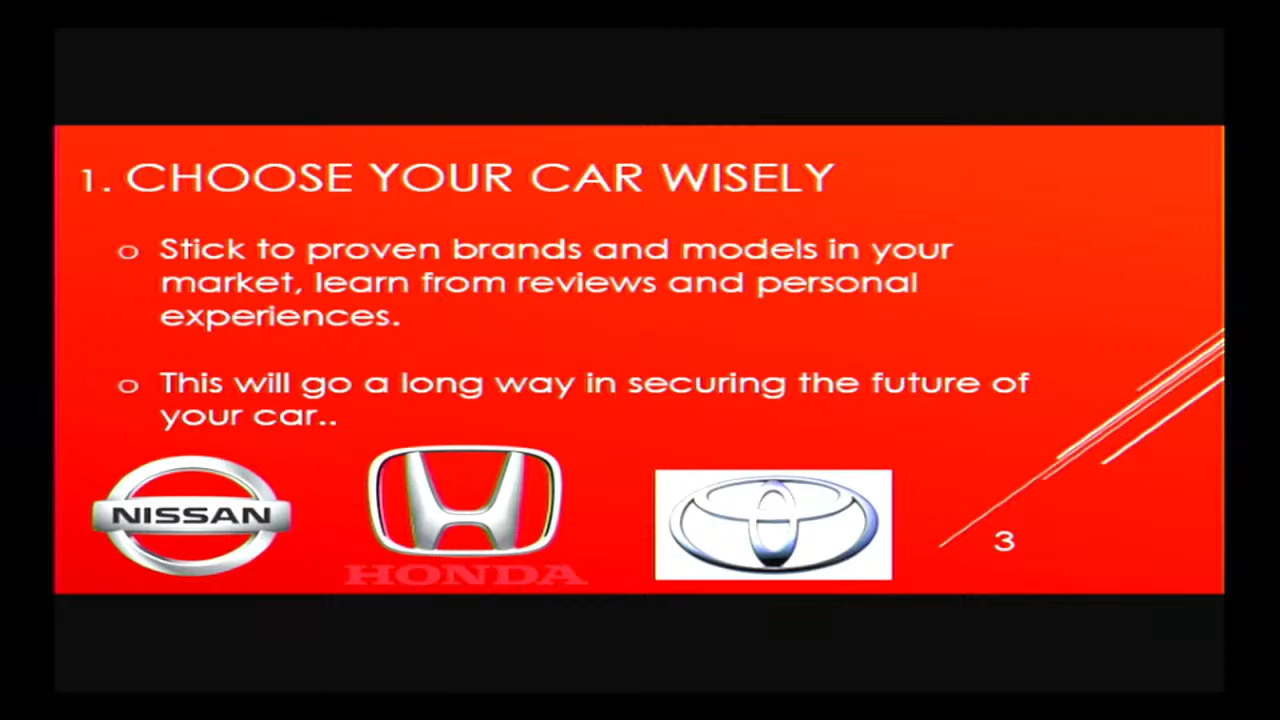 1. CHOOSE YOUR CAR WISELY
o Stick to proven brands and models in your
market, learn from reviews and personal
experiences.
o This will go a long way in securing the future of
your car..
NISSAN
HONDA
3